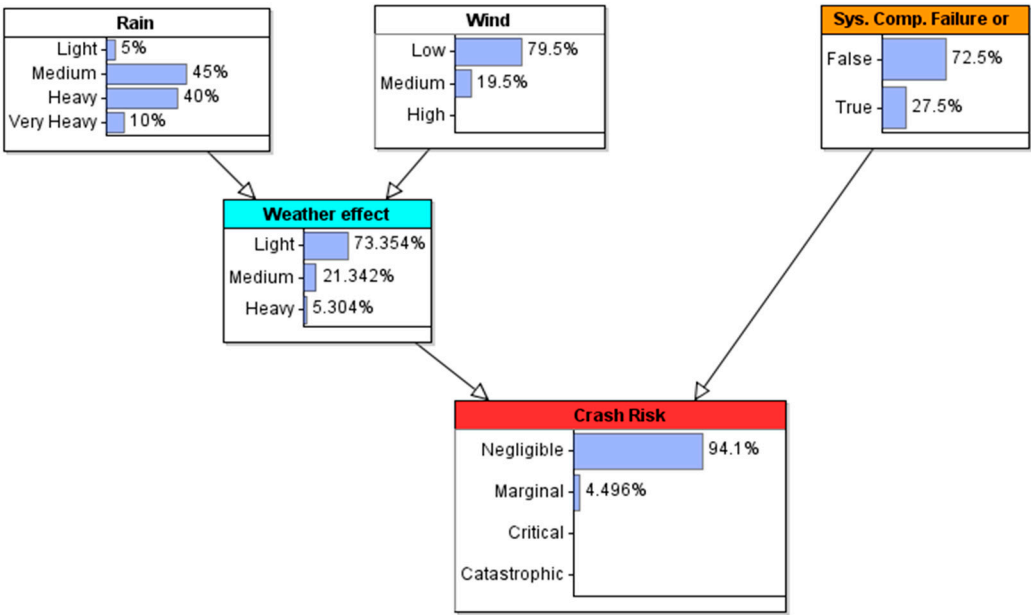 Rain
Light 5%
Medium 45%
Heavy 40%
Very Heavy 10%
Wind
Low 79.5%
Medium 19.5%
High
Sys. Comp. Failure or
False 72.5%
True 27.5%
Weather effect
Light 73.354%
Medium 21.342%
Heavy 5.304%
Crash Risk
Negligible 94.1%
Marginal 4.496%
Critical
Catastrophic